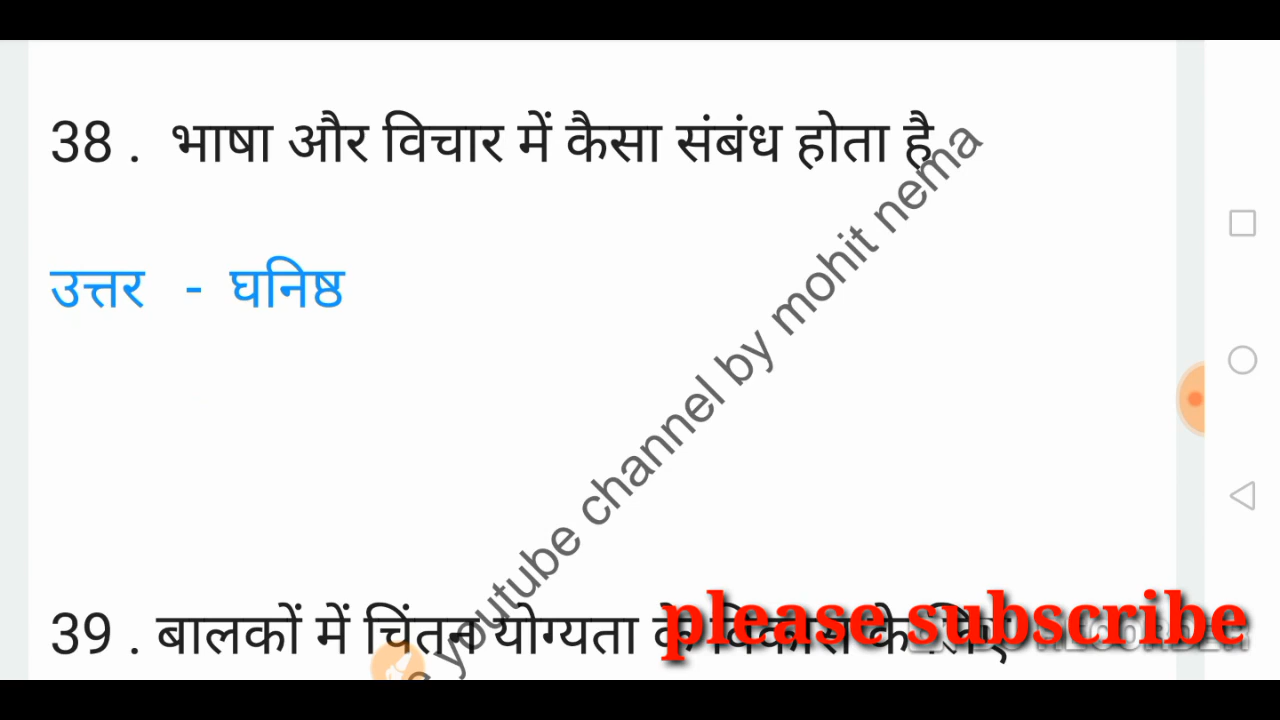 38 . भाषा और विचार में कैसा संबंध होता है
उत्तर - घनिष्ठ
youtube channel by mohit nema
39 . बालकों में चिंतन योग्यता के विकास के लिए
please subscribe